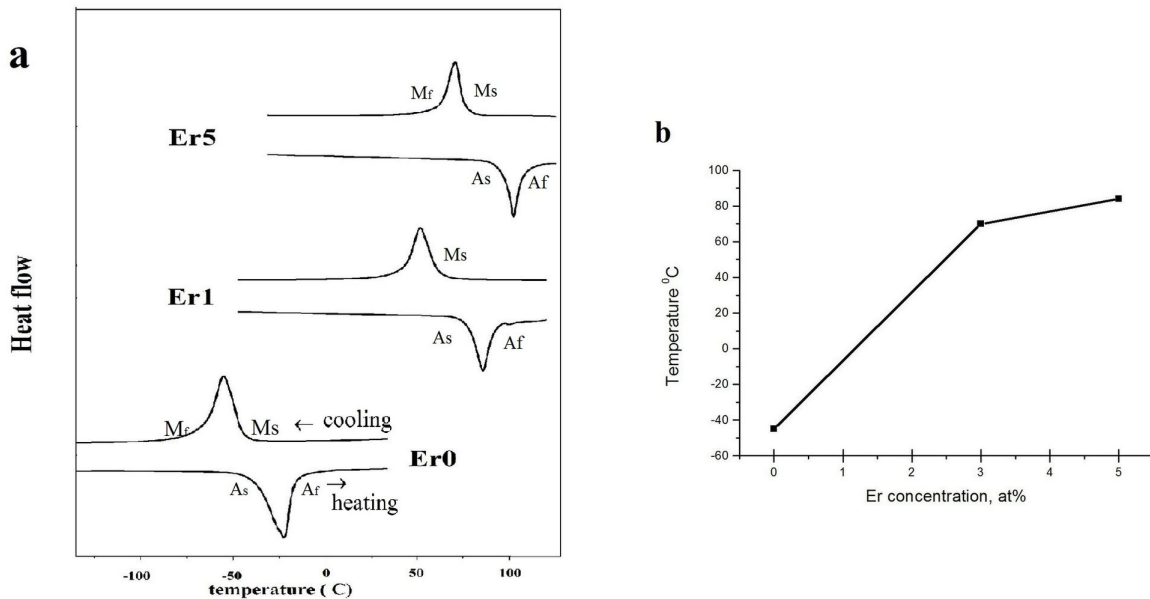 a
Mf Ms
Er5
As Af
Ms
Er1
As Af
Mf Ms ← cooling
Er0
As Af → heating
Heat flow
-100 -50 0 50 100
temperature ( C)
b
100
80
60
40
20
0
-20
-40
-60
Temperature ⁰C
0 1 2 3 4 5
Er concentration, at%